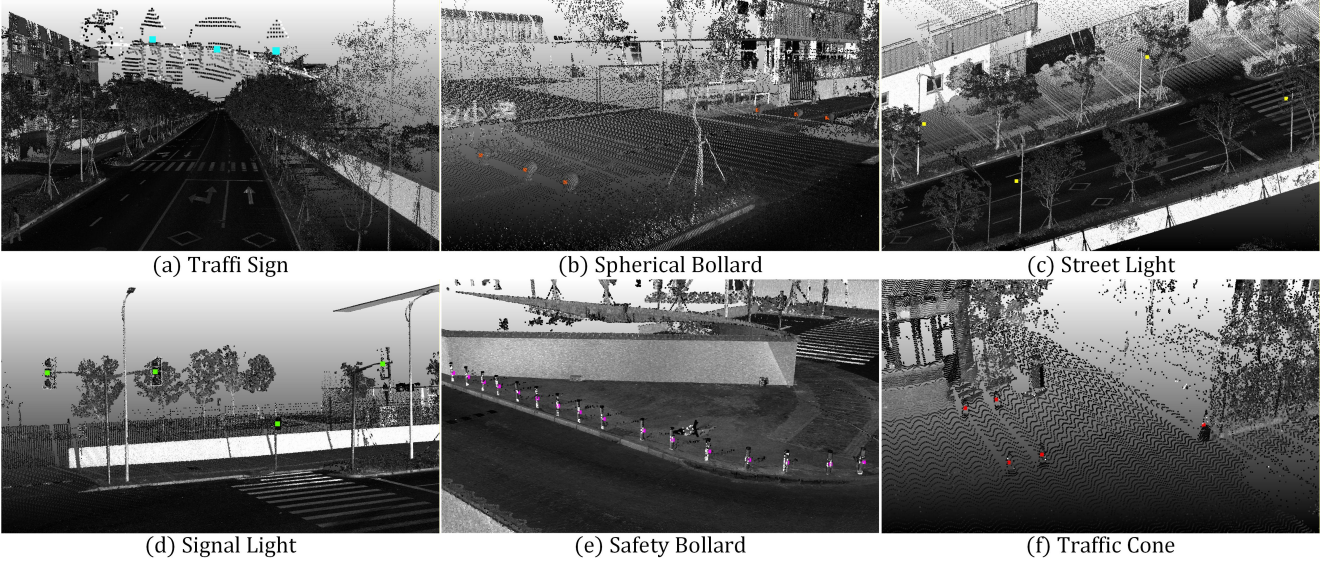 (a) Traffi Sign
(b) Spherical Bollard
(c) Street Light
(d) Signal Light
(e) Safety Bollard
(f) Traffic Cone